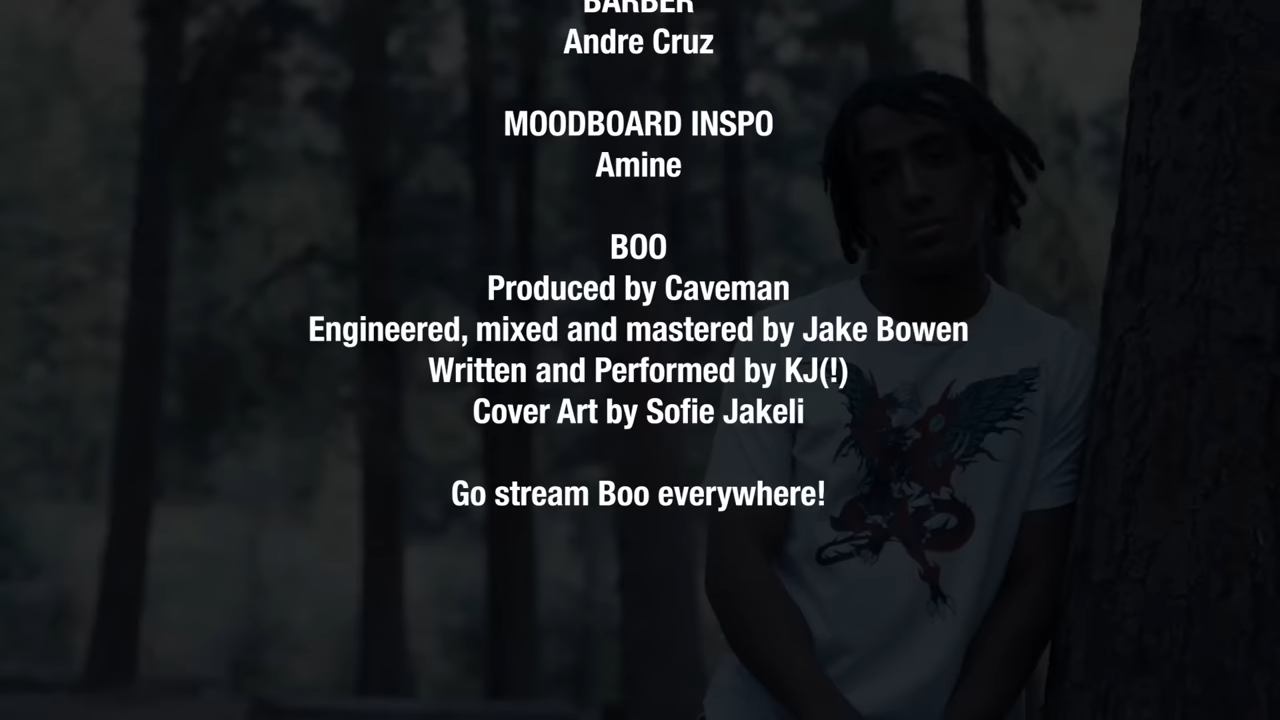 BARBER
Andre Cruz
MOODBOARD INSPO
Amine
BOO
Produced by Caveman
Engineered, mixed and mastered by Jake Bowen
Written and Performed by KJ(!)
Cover Art by Sofie Jakeli
Go stream Boo everywhere!